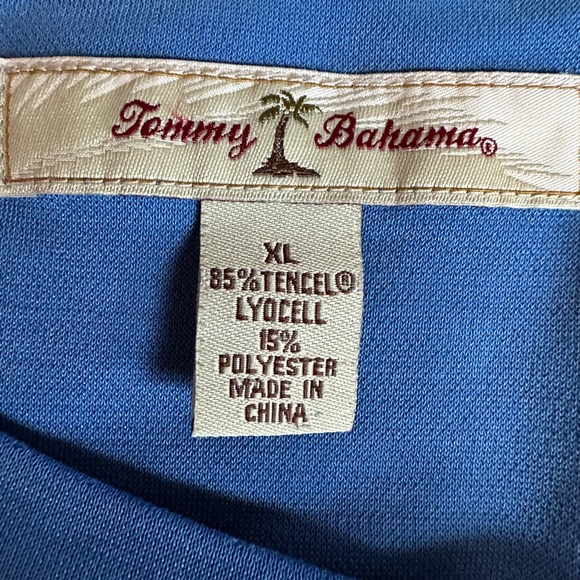 Tommy Bahama®
XL
85%TENCEL®
LYOCELL
15%
POLYESTER
MADE IN
CHINA